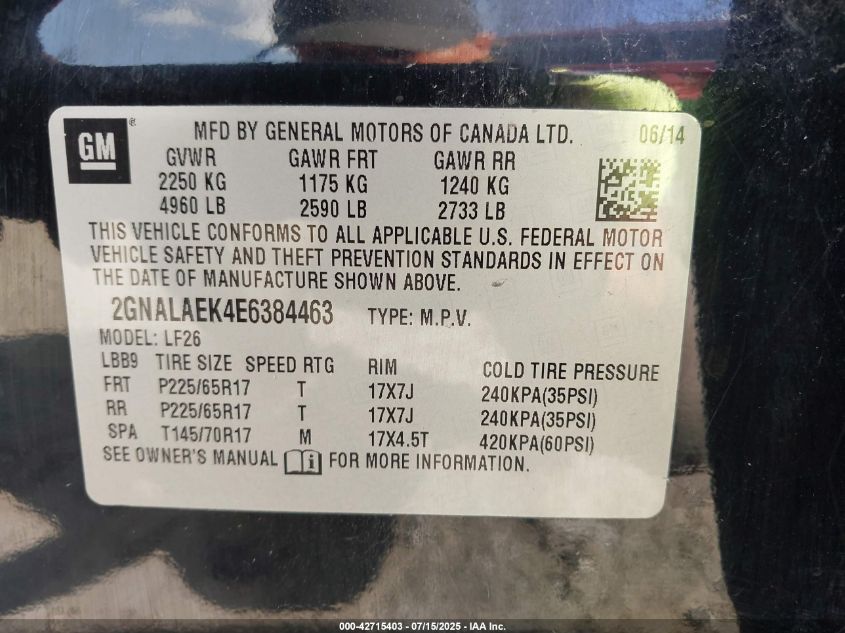 GM ® MFD BY GENERAL MOTORS OF CANADA LTD. 06/14
GVWR GAWR FRT GAWR RR
2250 KG 1175 KG 1240 KG
4960 LB 2590 LB 2733 LB
THIS VEHICLE CONFORMS TO ALL APPLICABLE U.S. FEDERAL MOTOR
VEHICLE SAFETY AND THEFT PREVENTION STANDARDS IN EFFECT ON
THE DATE OF MANUFACTURE SHOWN ABOVE.
2GNALAEK4E6384463 TYPE: M.P.V.
MODEL: LF26
LBB9 TIRE SIZE SPEED RTG RIM COLD TIRE PRESSURE
FRT P225/65R17 T 17X7J 240KPA(35PSI)
RR P225/65R17 T 17X7J 240KPA(35PSI)
SPA T145/70R17 M 17X4.5T 420KPA(60PSI)
SEE OWNER'S MANUAL FOR MORE INFORMATION.
000-42715403 - 07/15/2025 - IAA Inc.